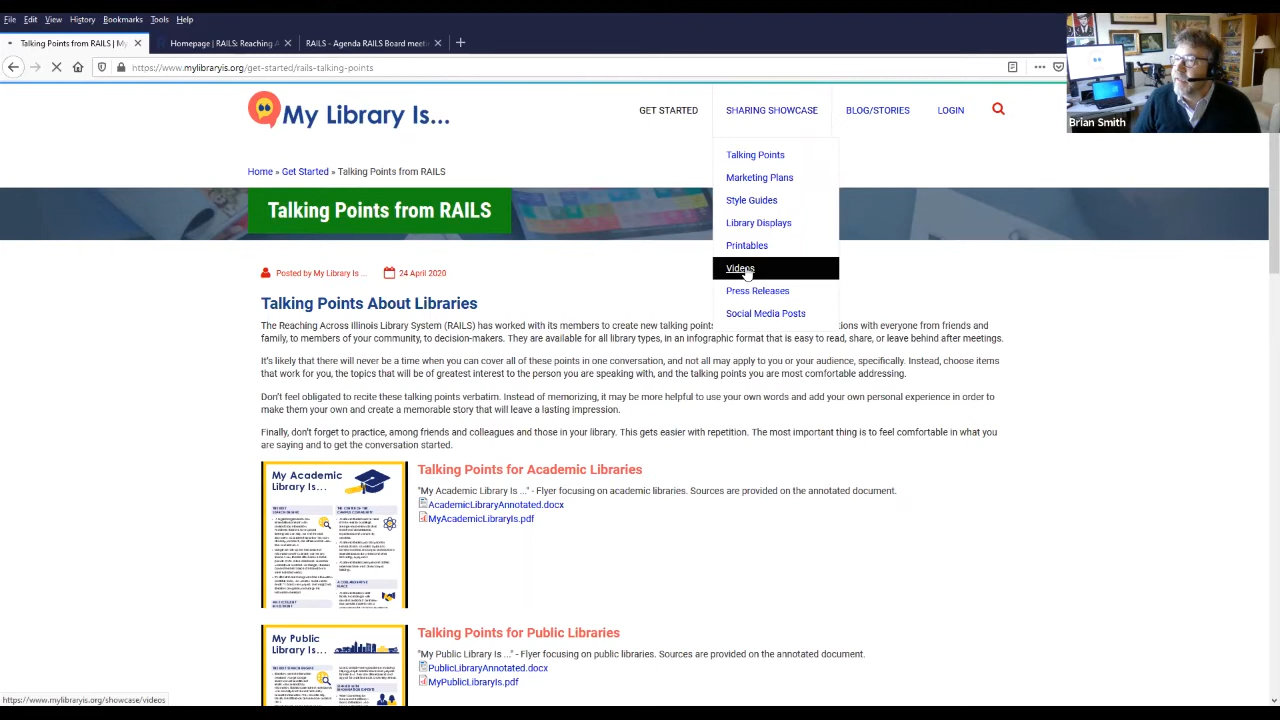 File Edit View History Bookmarks Tools Help
Talking Points from RAILS | My
Homepage | RAILS: Reaching A
RAILS - Agenda RAILS Board meeti
https://www.mylibraryis.org/get-started/rails-talking-points
Brian Smith
My Library Is...
GET STARTED
SHARING SHOWCASE
BLOG/STORIES
LOGIN
Talking Points
Marketing Plans
Style Guides
Library Displays
Printables
Videos
Press Releases
Social Media Posts
Home » Get Started » Talking Points from RAILS
Talking Points from RAILS
Posted by My Library Is ...
24 April 2020
Talking Points About Libraries
The Reaching Across Illinois Library System (RAILS) has worked with its members to create new talking points tions with everyone from friends and
family, to members of your community, to decision-makers. They are available for all library types, in an infographic format that is easy to read, share, or leave behind after meetings.
It's likely that there will never be a time when you can cover all of these points in one conversation, and not all may apply to you or your audience, specifically. Instead, choose items
that work for you, the topics that will be of greatest interest to the person you are speaking with, and the talking points you are most comfortable addressing.
Don't feel obligated to recite these talking points verbatim. Instead of memorizing, it may be more helpful to use your own words and add your own personal experience in order to
make them your own and create a memorable story that will leave a lasting impression.
Finally, don't forget to practice, among friends and colleagues and those in your library. This gets easier with repetition. The most important thing is to feel comfortable in what you
are saying and to get the conversation started.
My Academic
Library Is...
Talking Points for Academic Libraries
"My Academic Library Is ..." - Flyer focusing on academic libraries. Sources are provided on the annotated document.
AcademicLibraryAnnotated.docx
MyAcademicLibraryIs.pdf
My Public
Library Is...
Talking Points for Public Libraries
"My Public Library Is ..." - Flyer focusing on public libraries. Sources are provided on the annotated document.
PublicLibraryAnnotated.docx
MyPublicLibraryIs.pdf
https://www.mylibraryis.org/showcase/videos